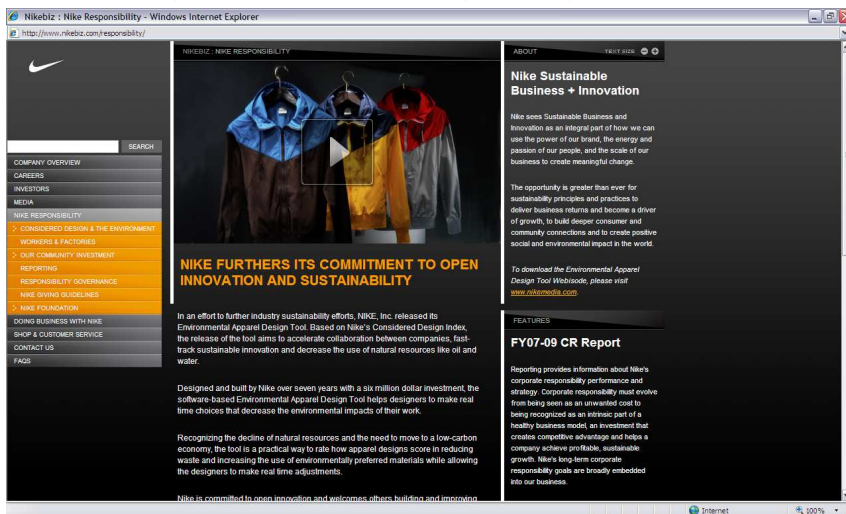 Nikebiz : Nike Responsibility - Windows Internet Explorer
http://www.nikebiz.com/responsibility/
SEARCH
COMPANY OVERVIEW
CAREERS
INVESTORS
MEDIA
NIKE RESPONSIBILITY
CONSIDERED DESIGN & THE ENVIRONMENT
WORKERS & FACTORIES
OUR COMMUNITY INVESTMENT
REPORTING
RESPONSIBILITY GOVERNANCE
NIKE GIVING GUIDELINES
NIKE FOUNDATION
DOING BUSINESS WITH NIKE
SHOP & CUSTOMER SERVICE
CONTACT US
FAQS
NIKEBIZ : NIKE RESPONSIBILITY
NIKE FURTHERS ITS COMMITMENT TO OPEN
INNOVATION AND SUSTAINABILITY
In an effort to further industry sustainability efforts, NIKE, Inc. released its
Environmental Apparel Design Tool. Based on Nike's Considered Design Index,
the release of the tool aims to accelerate collaboration between companies, fast-
track sustainable innovation and decrease the use of natural resources like oil and
water.
Designed and built by Nike over seven years with a six million dollar investment, the
software-based Environmental Apparel Design Tool helps designers to make real
time choices that decrease the environmental impacts of their work.
Recognizing the decline of natural resources and the need to move to a low-carbon
economy, the tool is a practical way to rate how apparel designs score in reducing
waste and increasing the use of environmentally preferred materials while allowing
the designers to make real time adjustments.
Nike is committed to open innovation and welcomes others building and improving
ABOUT
TEXT SIZE
Nike Sustainable
Business + Innovation
Nike sees Sustainable Business and
Innovation as an integral part of how we can
use the power of our brand, the energy and
passion of our people, and the scale of our
business to create meaningful change.
The opportunity is greater than ever for
sustainability principles and practices to
deliver business returns and become a driver
of growth, to build deeper consumer and
community connections and to create positive
social and environmental impact in the world.
To download the Environmental Apparel
Design Tool Webisode, please visit
www.nikemedia.com.
FEATURES
FY07-09 CR Report
Reporting provides information about Nike's
corporate responsibility performance and
strategy. Corporate responsibility must evolve
from being seen as an unwanted cost to
being recognized as an intrinsic part of a
healthy business model, an investment that
creates competitive advantage and helps a
company achieve profitable, sustainable
growth. Nike's long-term corporate
responsibility goals are broadly embedded
into our business.
Internet
100%